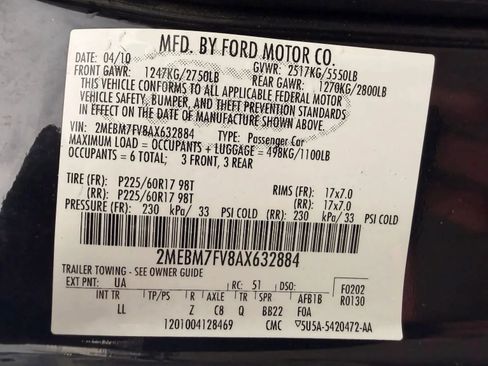 MFD. BY FORD MOTOR CO.
DATE: 04/10 GVWR: 2517KG/5550LB
FRONT GAWR: 1247KG/2750LB REAR GAWR: 1270KG/2800LB
THIS VEHICLE CONFORMS TO ALL APPLICABLE FEDERAL MOTOR
VEHICLE SAFETY, BUMPER, AND THEFT PREVENTION STANDARDS
IN EFFECT ON THE DATE OF MANUFACTURE SHOWN ABOVE.
VIN: 2MEBM7FV8AX632884 TYPE: Passenger Car
MAXIMUM LOAD = OCCUPANTS + LUGGAGE = 498KG/1100LB
OCCUPANTS = 6 TOTAL; 3 FRONT, 3 REAR
TIRE (FR): P225/60R17 98T RIMS (FR): 17x7.0
(RR): P225/60R17 98T (RR): 17x7.0
PRESSURE (FR): 230 kPa/ 33 PSI COLD (RR): 230 kPa/ 33 PSI COLD
2MEBM7FV8AX632884
TRAILER TOWING - SEE OWNER GUIDE
EXT PNT: UA RC: 51 DSO: F0202
INT TR TP/PS R AXLE TR SPR AFB1B R0130
LL Z C8 Q BB22 F0A
1201004128469 CMC ▽5U5A-5420472-AA